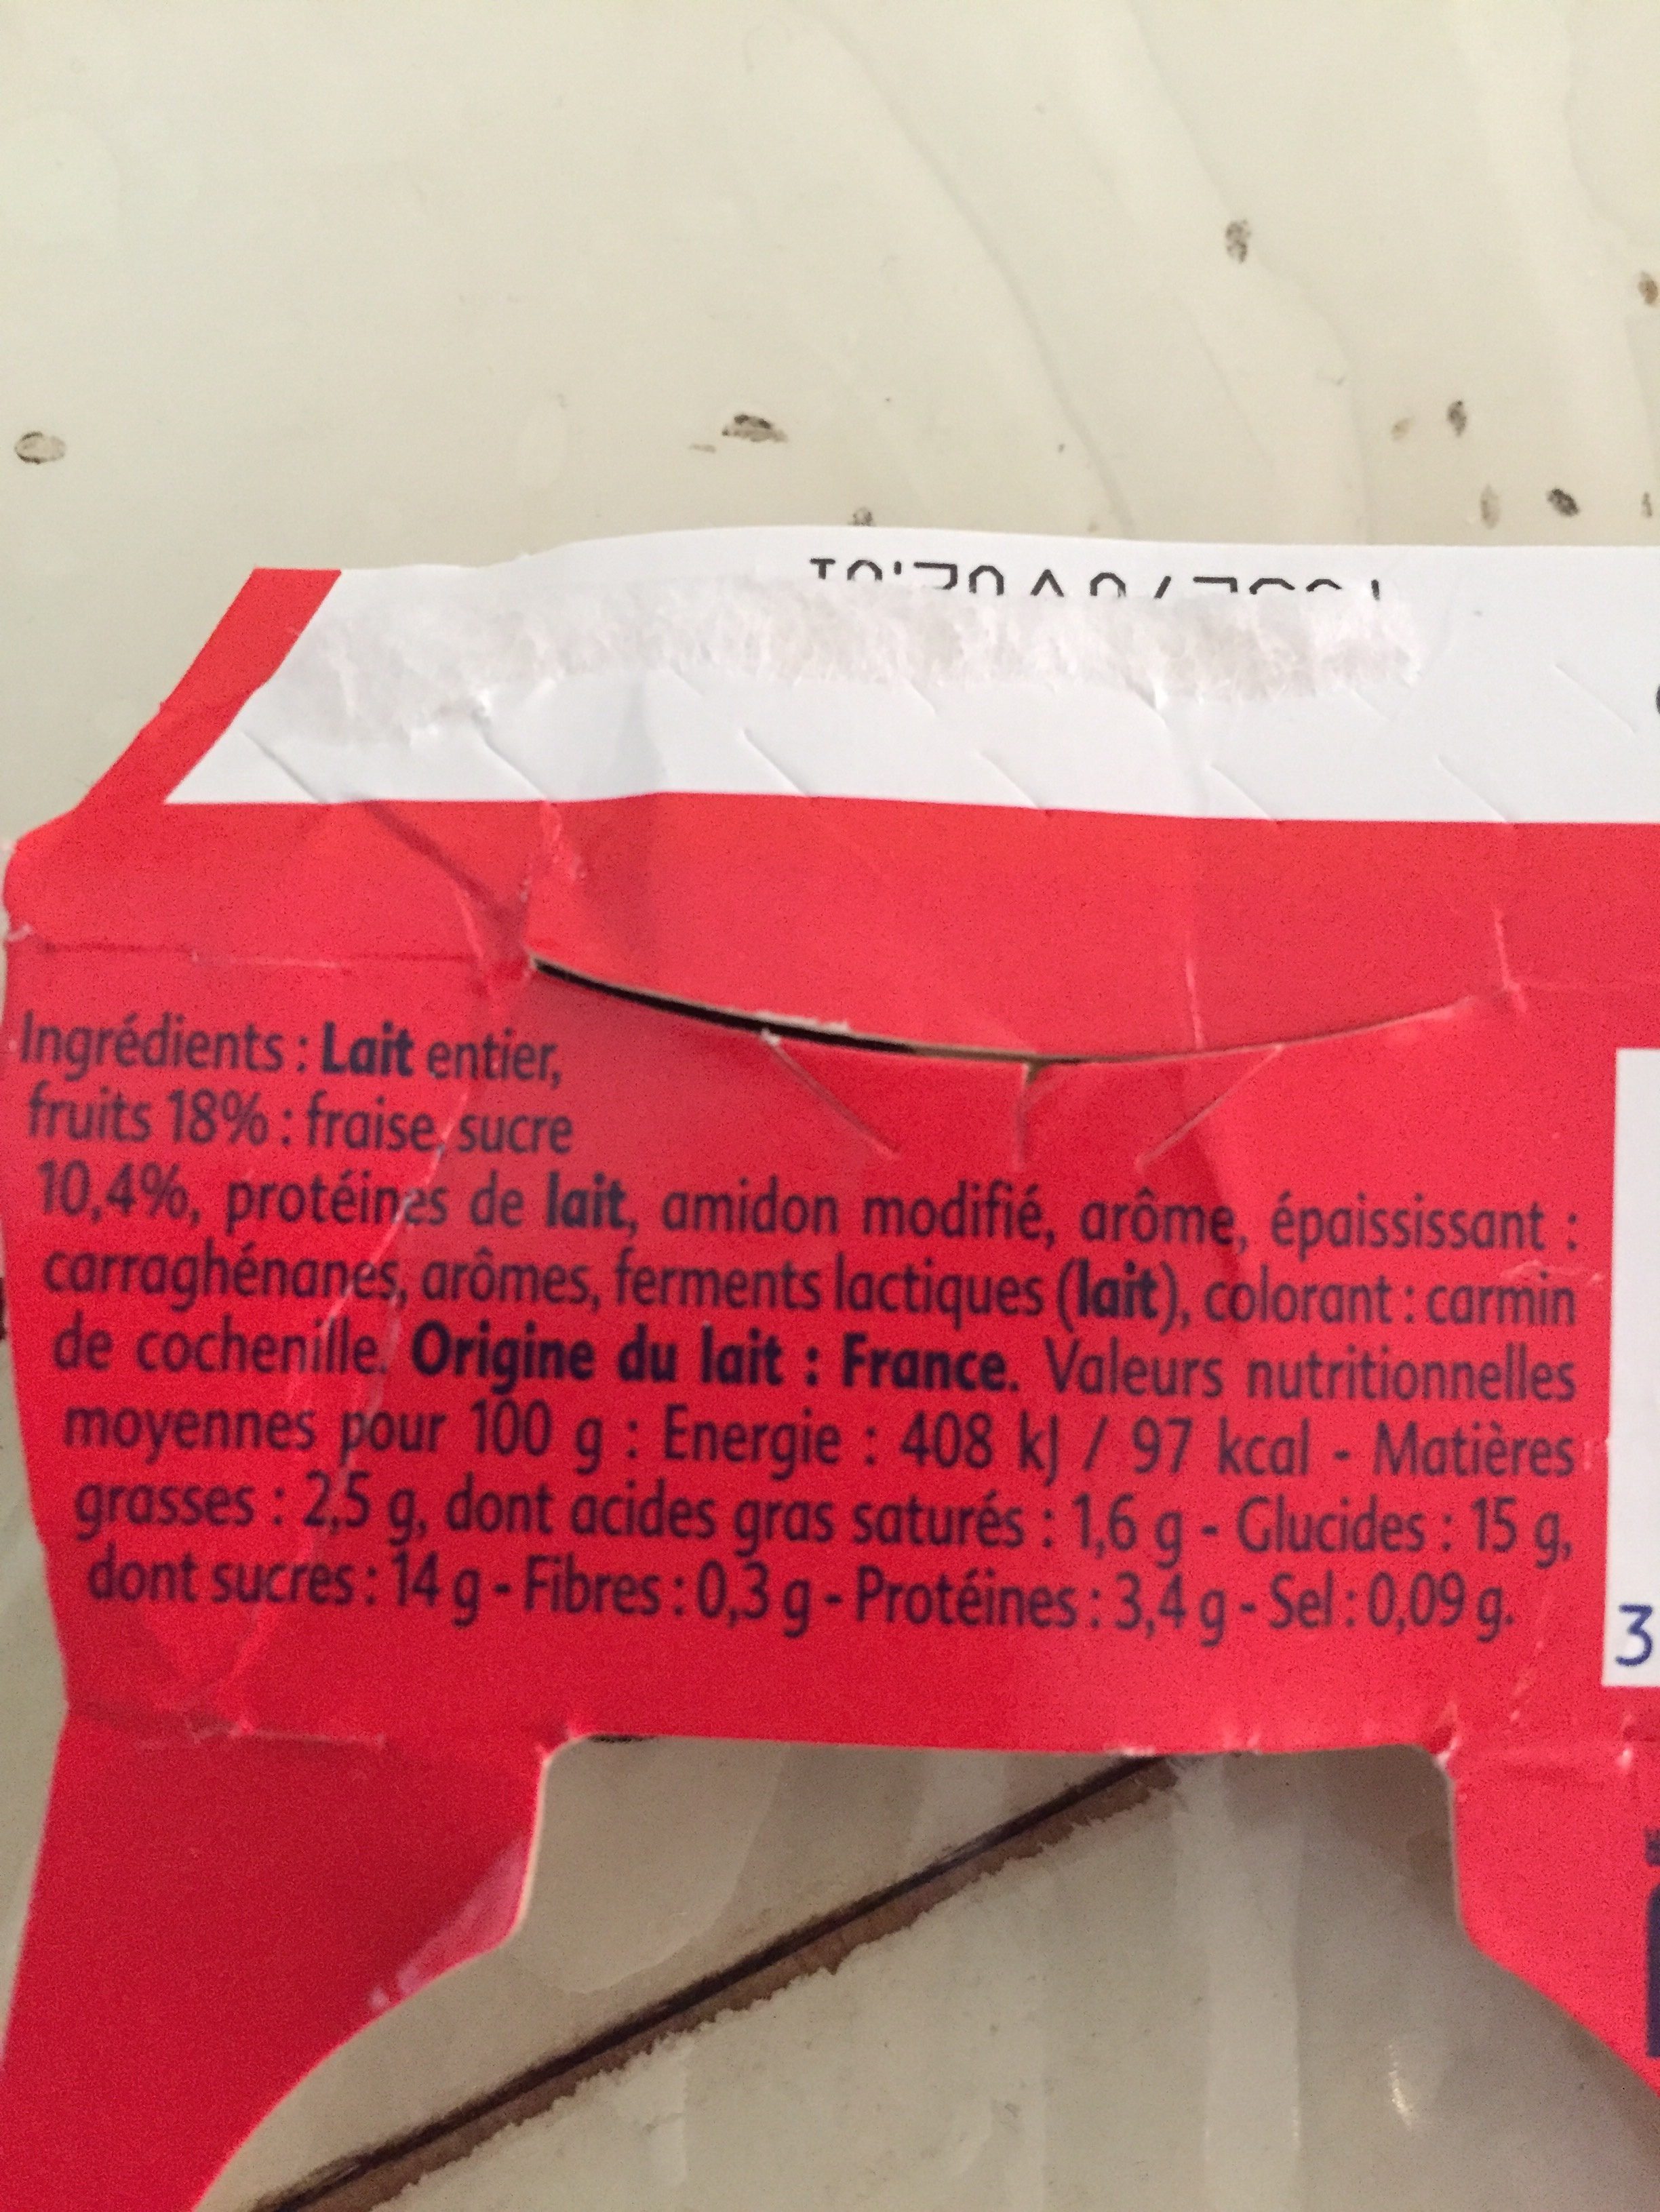 Ingrédients : Lait entier,
fruits 18% : fraise, sucre
10,4%, protéines de lait, amidon modifié, arôme, épaississant :
carraghénanes, arômes, ferments lactiques (lait), colorant : carmin
de cochenille. Origine du lait : France. Valeurs nutritionnelles
moyennes pour 100 g : Energie : 408 kJ / 97 kcal - Matières
grasses : 2,5 g, dont acides gras saturés : 1,6 g - Glucides : 15 g,
dont sucres : 14 g - Fibres : 0,3 g - Protéines : 3,4 g - Sel : 0,09 g.
3